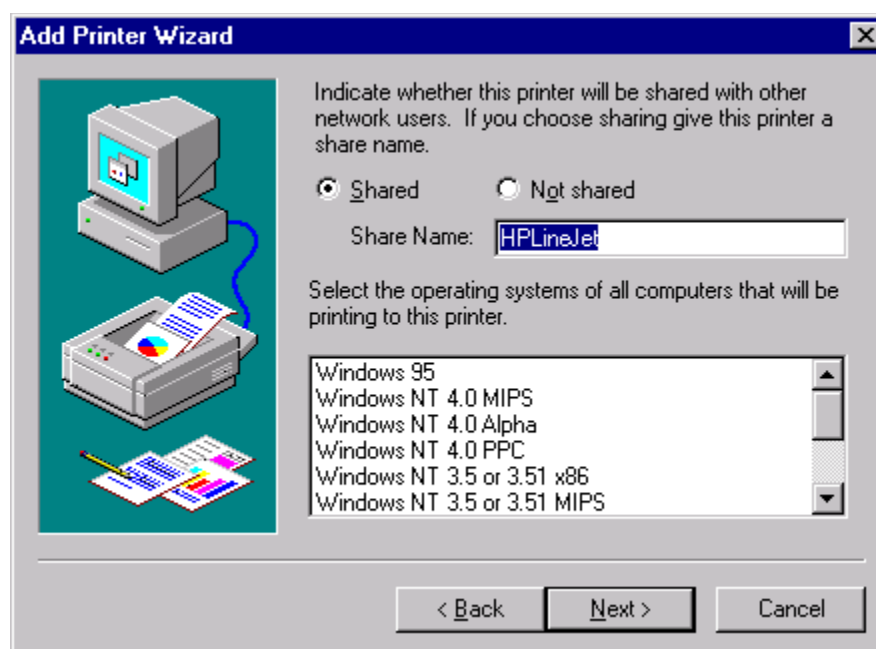 Add Printer Wizard
Indicate whether this printer will be shared with other
network users.  If you choose sharing give this printer a
share name.
Shared
Not shared
Share Name:
HPLineJet
Select the operating systems of all computers that will be
printing to this printer.
Windows 95
Windows NT 4.0 MIPS
Windows NT 4.0 Alpha
Windows NT 4.0 PPC
Windows NT 3.5 or 3.51 x86
Windows NT 3.5 or 3.51 MIPS
< Back
Next >
Cancel